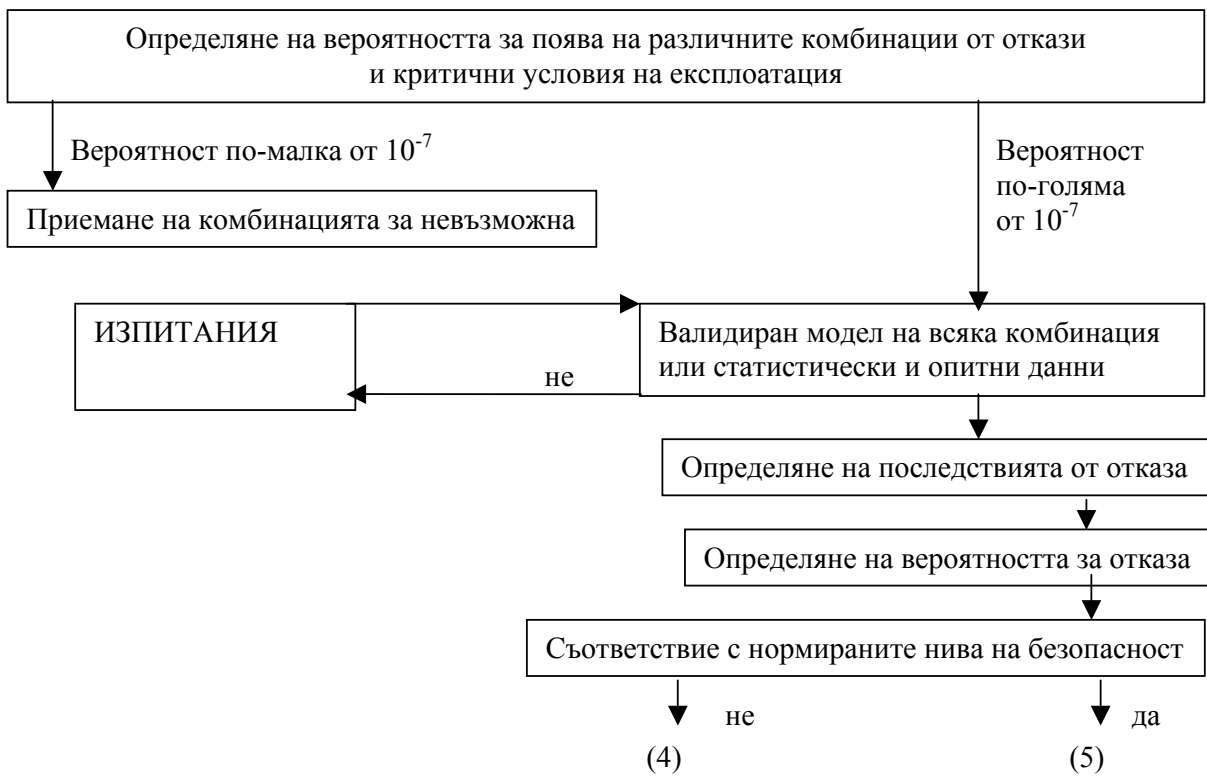 Определяне на вероятността за поява на различните комбинации от откази
и критични условия на експлоатация
Вероятност по-малка от 10⁻⁷
Вероятност
по-голяма
от 10⁻⁷
Приемане на комбинацията за невъзможна
ИЗПИТАНИЯ
Валидиран модел на всяка комбинация
или статистически и опитни данни
не
Определяне на последствията от отказа
Определяне на вероятността за отказа
Съответствие с нормираните нива на безопасност
не
да
(4)
(5)